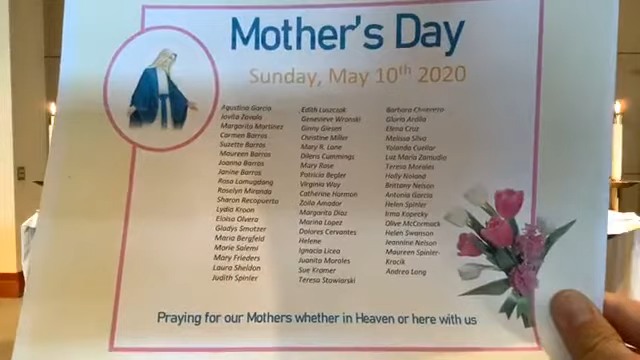 Mother's Day
Sunday, May 10th 2020
Agustina Garcia
Jovita Zavala
Margarita Martinez
Carmen Barros
Suzette Barros
Maureen Barros
Joanna Barros
Janine Barros
Rosa Lomugdang
Roselyn Miranda
Sharon Recopuerto
Lydia Kroon
Eloisa Olvera
Gladys Smutzer
Maria Bergfeld
Marie Salemi
Mary Frieders
Laura Sheldon
Judith Spinler
Edith Laszciak
Genevieve Wronski
Ginny Giesen
Christine Miller
Mary R. Lane
Dilens Cummings
Mary Rose
Patricia Begler
Virginia Way
Catherine Harmon
Zoila Amador
Margarita Diaz
Marina Lopez
Dolores Cervantes
Helene
Ignacia Licea
Juanita Morales
Sue Kramer
Teresa Stawiarski
Barbara
Gloria Ardila
Elena Cruz
Melissa Silva
Yolanda Cuellar
Luz Maria Zamudio
Teresa Morales
Holly Noland
Brittany Nelson
Antonia Garcia
Helen Spinler
Irma Kopecky
Olive McCormack
Helen Swanson
Jeannine Nelson
Maureen Spinler-
Krocik
Andrea Long
Praying for our Mothers whether in Heaven or here with us